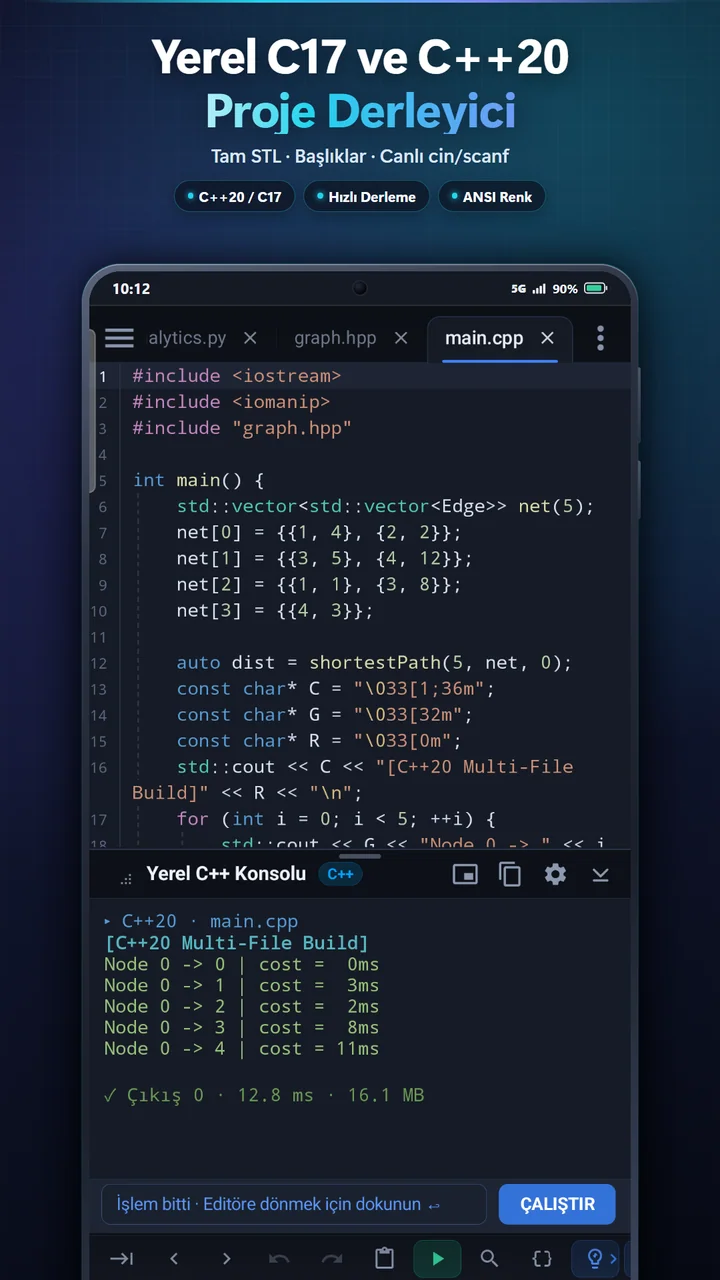 Yerel C17 ve C++20
Proje Derleyici
Tam STL · Başlıklar · Canlı cin/scanf
C++20 / C17
Hızlı Derleme
ANSI Renk
10:12
5G
90%
alytics.py
graph.hpp
main.cpp
1 #include <iostream>
2 #include <iomanip>
3 #include "graph.hpp"
4
5 int main() {
6 std::vector<std::vector<Edge>> net(5);
7 net[0] = {{1, 4}, {2, 2}};
8 net[1] = {{3, 5}, {4, 12}};
9 net[2] = {{1, 1}, {3, 8}};
10 net[3] = {{4, 3}};
11
12 auto dist = shortestPath(5, net, 0);
13 const char* C = "\033[1;36m";
14 const char* G = "\033[32m";
15 const char* R = "\033[0m";
16 std::cout << C << "[C++20 Multi-File
Build]" << R << "\n";
17 for (int i = 0; i < 5; ++i) {
18 std::cout << G << "Node 0 -> " << i
Yerel C++ Konsolu
C++
▸ C++20 · main.cpp
[C++20 Multi-File Build]
Node 0 -> 0 | cost =  0ms
Node 0 -> 1 | cost =  3ms
Node 0 -> 2 | cost =  2ms
Node 0 -> 3 | cost =  8ms
Node 0 -> 4 | cost = 11ms
✓ Çıkış 0 · 12.8 ms · 16.1 MB
İşlem bitti · Editöre dönmek için dokunun ↩
ÇALIŞTIR